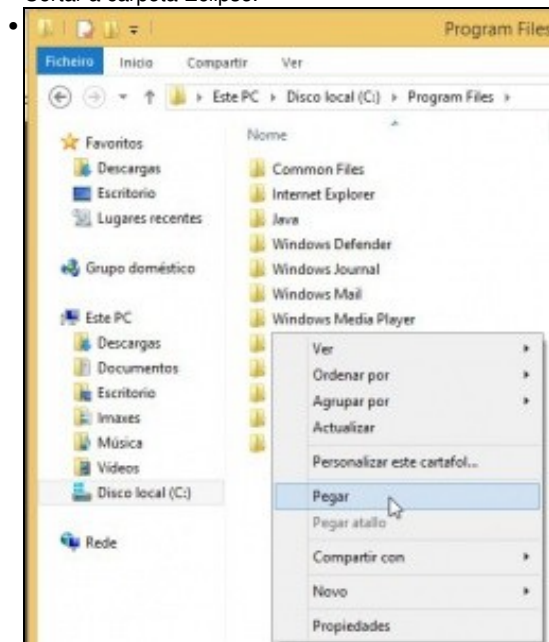 Cortar a carpeta Eclipse.
Program Files
Ficheiro Inicio Compartir Ver
Este PC Disco local (C:) Program Files
Nome
Favoritos
Descargas
Escritorio
Lugares recentes
Grupo doméstico
Este PC
Descargas
Documentos
Escritorio
Imaxes
Música
Vídeos
Disco local (C:)
Rede
Common Files
Internet Explorer
Java
Windows Defender
Windows Journal
Windows Mail
Windows Media Player
Ver
Ordenar por
Agrupar por
Actualizar
Personalizar este cartafol...
Pegar
Pegar atallo
Compartir con
Novo
Propiedades